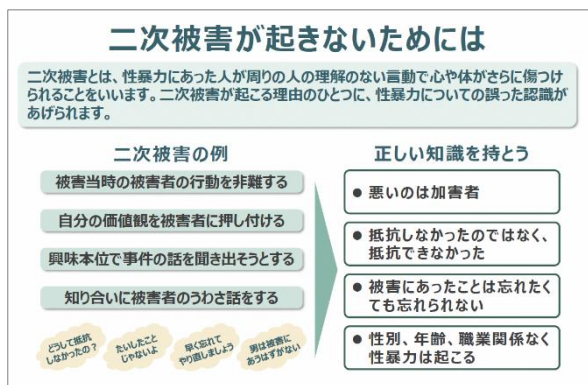 二次被害が起きないためには
二次被害とは、性暴力にあった人が周りの人の理解のない言動で心や体がさらに傷つけ
られることをいいます。二次被害が起こる理由のひとつに、性暴力についての誤った認識が
あげられます。
二次被害の例
被害当時の被害者の行動を非難する
自分の価値観を被害者に押し付ける
興味本位で事件の話を聞き出そうとする
知り合いに被害者のうわさ話をする
どうして抵抗
しなかったの?
たいしたこと
じゃないよ
早く忘れて
やり直しましょう
男は被害に
あうはずがない
正しい知識を持とう
● 悪いのは加害者
● 抵抗しなかったのではなく、
抵抗できなかった
● 被害にあったことは忘れたく
ても忘れられない
● 性別、年齢、職業関係なく
性暴力は起こる